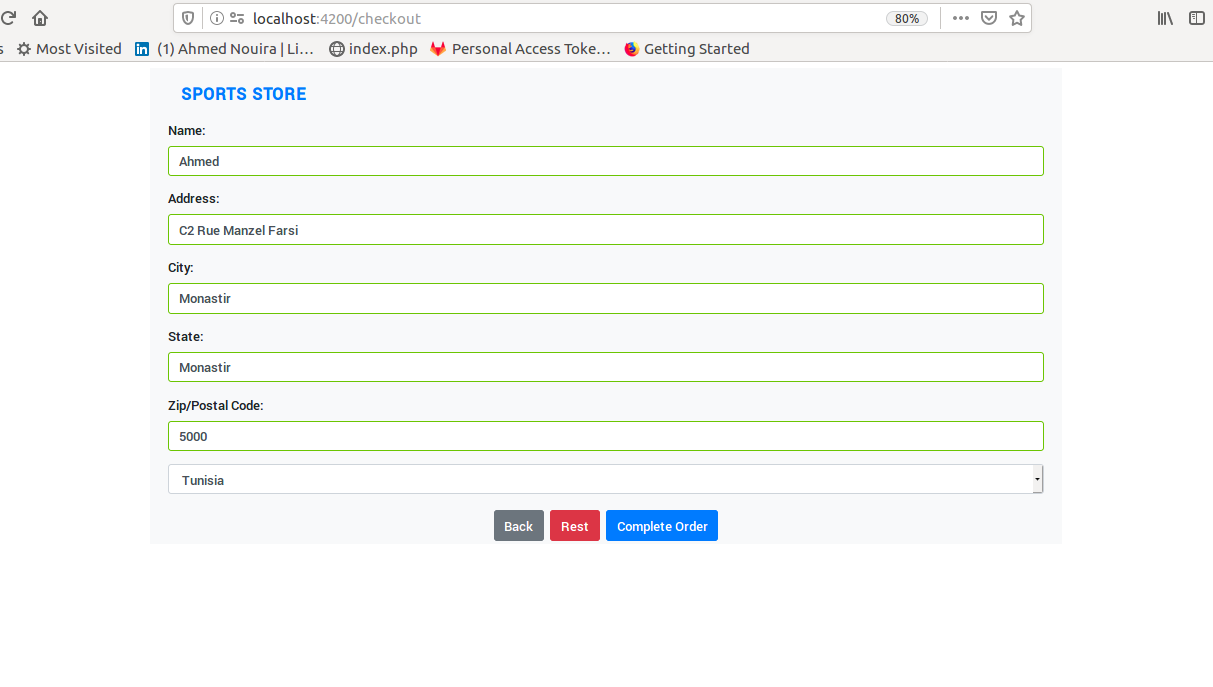 localhost:4200/checkout 80%
s Most Visited (1) Ahmed Nouira | Li... index.php Personal Access Toke... Getting Started
SPORTS STORE
Name:
Ahmed
Address:
C2 Rue Manzel Farsi
City:
Monastir
State:
Monastir
Zip/Postal Code:
5000
Tunisia
Back Rest Complete Order